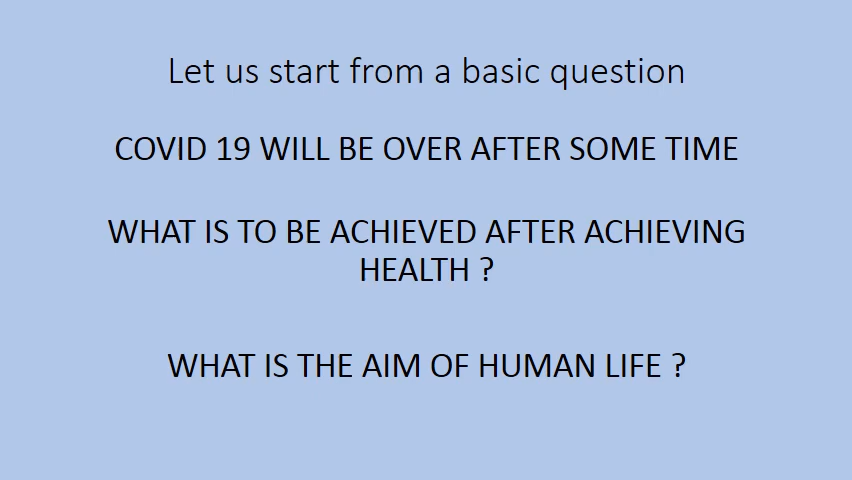 Let us start from a basic question
COVID 19 WILL BE OVER AFTER SOME TIME
WHAT IS TO BE ACHIEVED AFTER ACHIEVING
HEALTH ?
WHAT IS THE AIM OF HUMAN LIFE ?